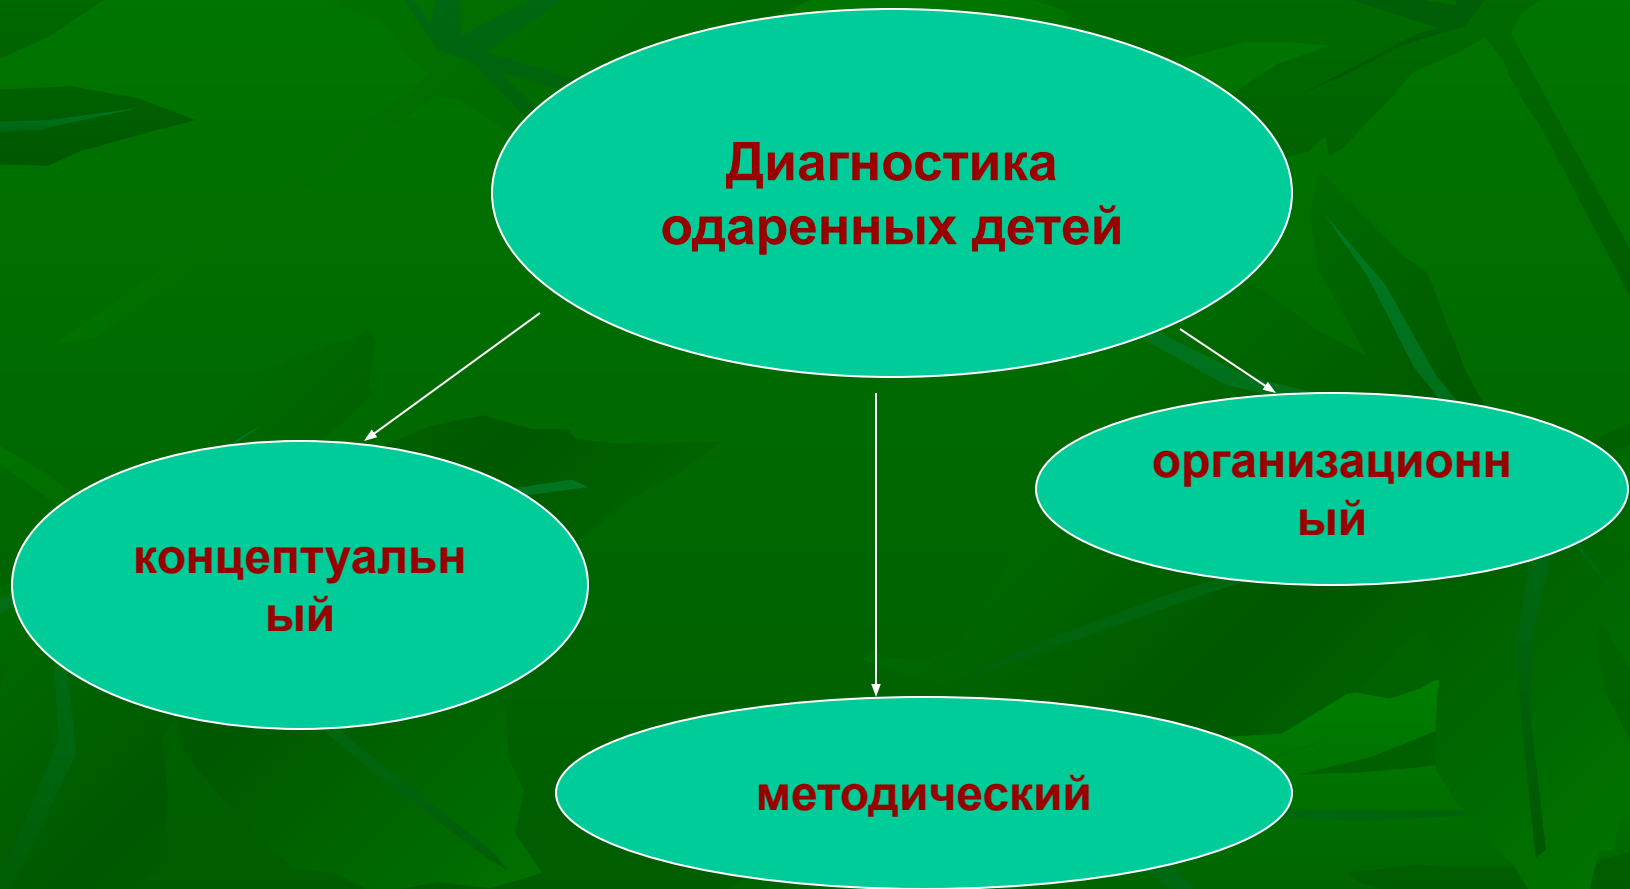 Диагностика
одаренных детей
организационн
ый
концептуальн
ый
методический